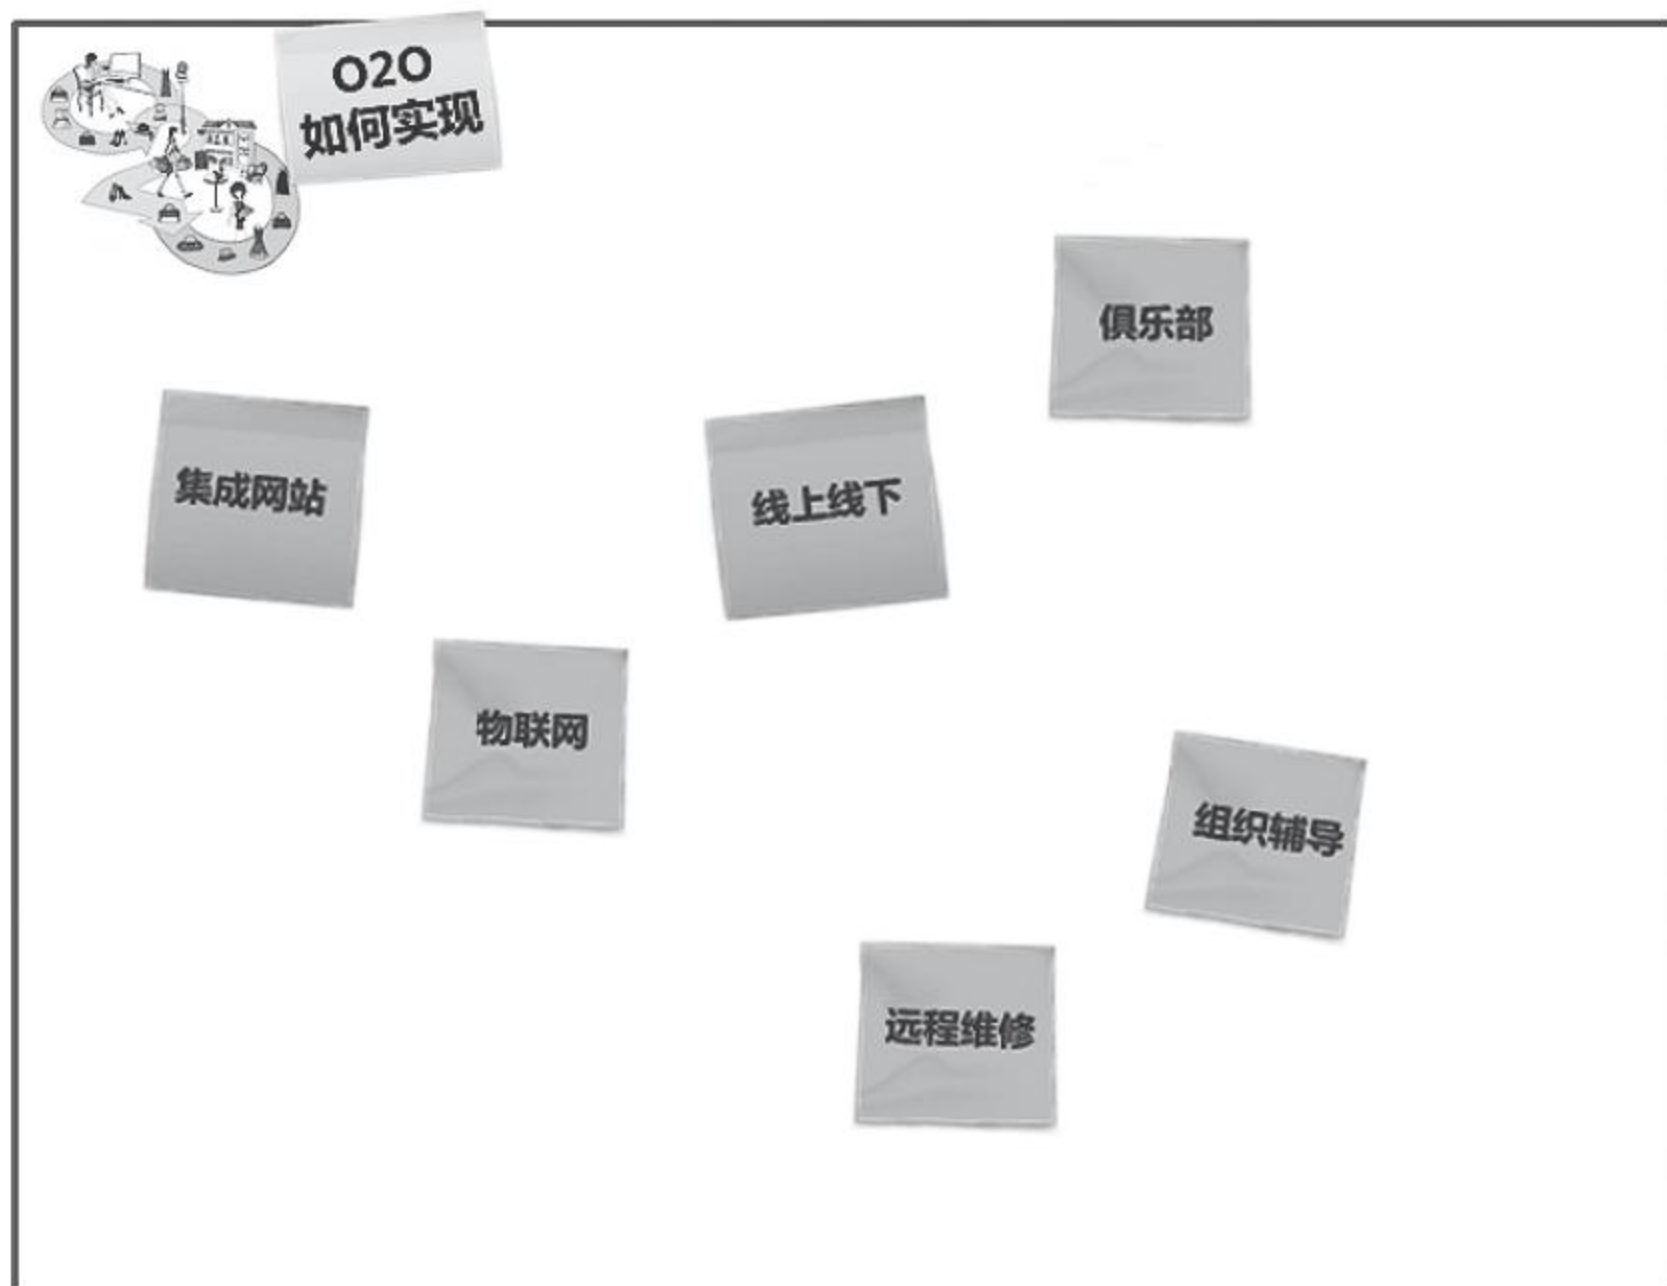 O2O
如何实现
俱乐部
集成网站
线上线下
物联网
组织辅导
远程维修